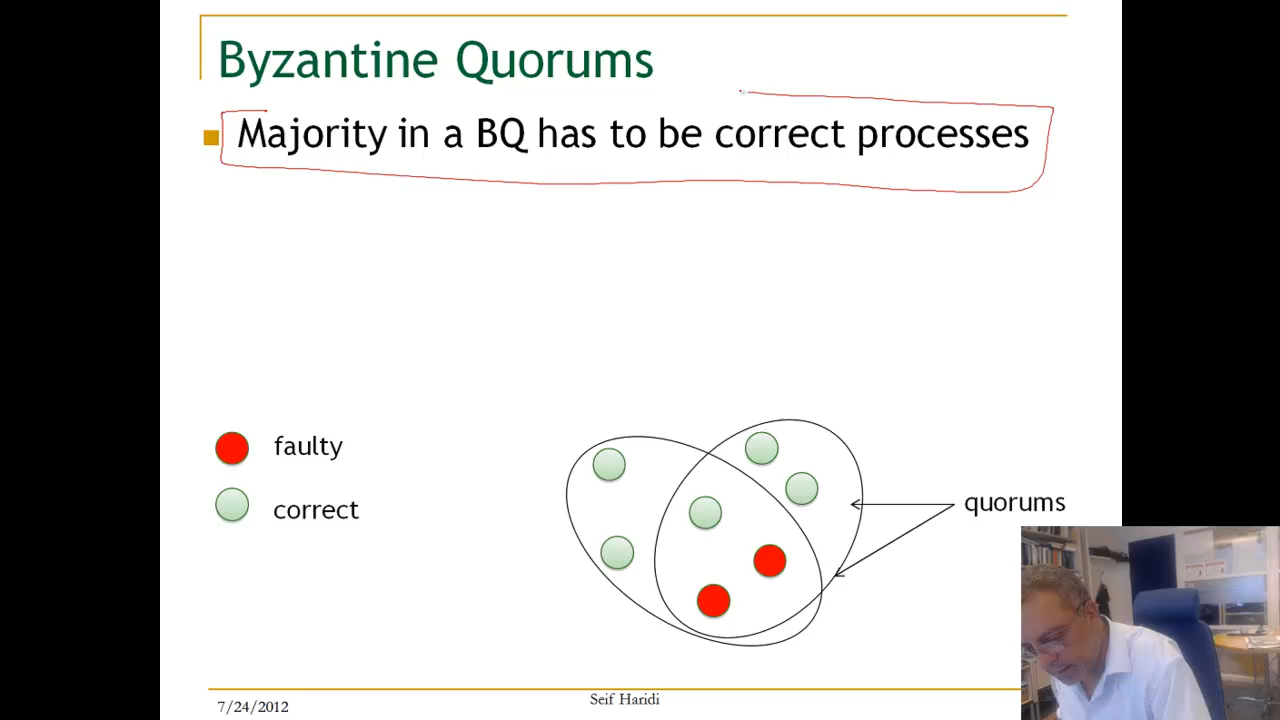 Byzantine Quorums
Majority in a BQ has to be correct processes
faulty
correct
quorums
7/24/2012
Seif Haridi